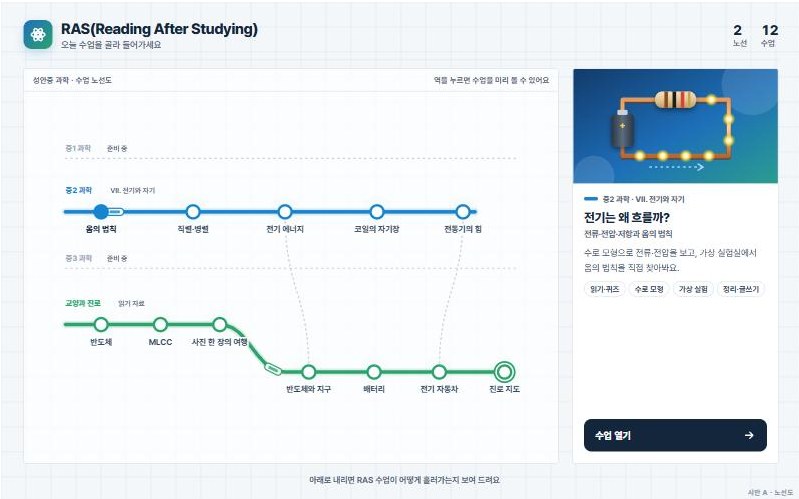 RAS(Reading After Studying)
오늘 수업을 골라 들어가세요
2 노선
12 수업
성안중 과학 · 수업 노선도
역을 누르면 수업을 미리 볼 수 있어요
중1 과학 준비 중
중2 과학 VII. 전기와 자기
옴의 법칙
직렬·병렬
전기 에너지
코일의 자기장
전동기의 힘
중3 과학 준비 중
교양과 진로 읽기 자료
반도체
MLCC
사진 한 장의 여행
반도체와 지구
배터리
전기 자동차
진로 지도
중2 과학 · VII. 전기와 자기
전기는 왜 흐를까?
전류·전압·저항과 옴의 법칙
수로 모형으로 전류·전압을 보고, 가상 실험실에서
옴의 법칙을 직접 찾아봐요.
읽기·퀴즈
수로 모형
가상 실험
정리·글쓰기
수업 열기
아래로 내리면 RAS 수업이 어떻게 흘러가는지 보여 드려요
시안 A · 노선도